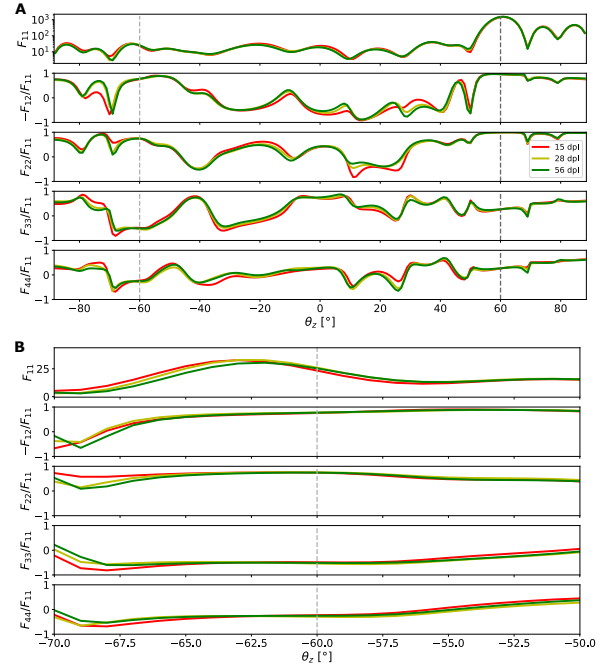 A
10³
10²
10¹
F₁₁
1
0
−1
−F₁₂/F₁₁
1
0
−1
F₂₂/F₁₁
15 dpl
28 dpl
56 dpl
1
0
−1
F₃₃/F₁₁
1
0
−1
F₄₄/F₁₁
−80 −60 −40 −20 0 20 40 60 80
θz [°]
B
25
0
F₁₁
1
0
−1
−F₁₂/F₁₁
1
0
−1
F₂₂/F₁₁
1
0
−1
F₃₃/F₁₁
1
0
−1
F₄₄/F₁₁
−70.0 −67.5 −65.0 −62.5 −60.0 −57.5 −55.0 −52.5 −50.0
θz [°]